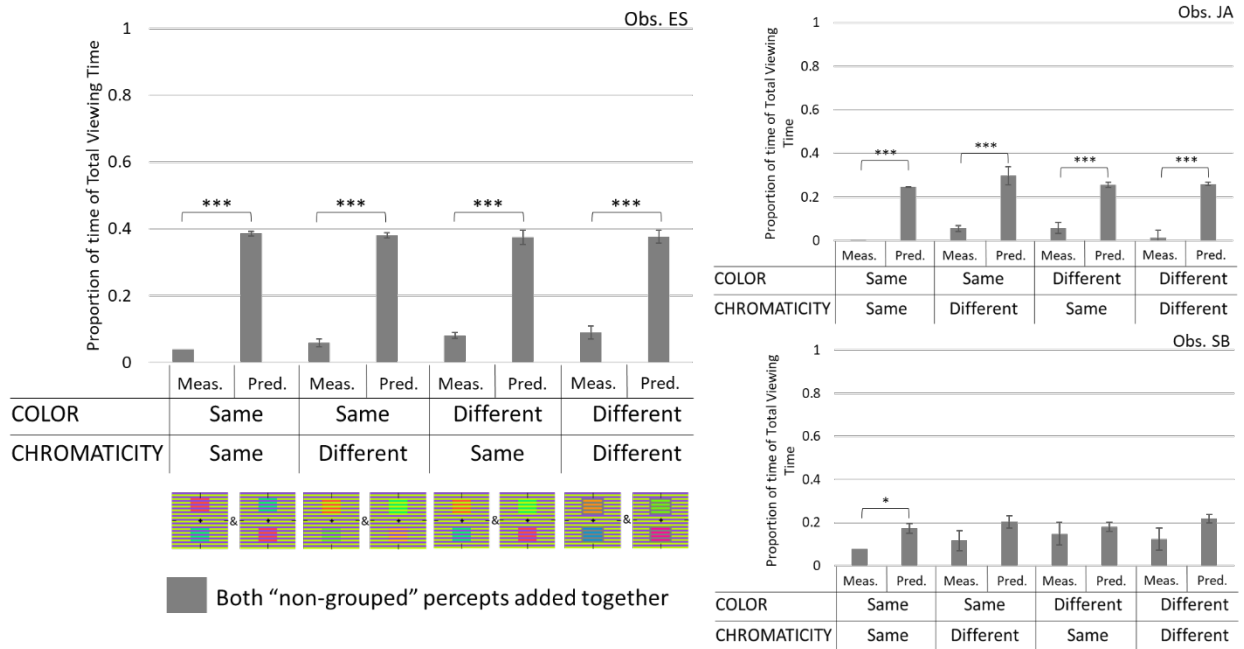 Obs. ES
Proportion of time of Total Viewing Time
1
0.8
0.6
0.4
0.2
0
*** *** *** ***
Meas. Pred. Meas. Pred. Meas. Pred. Meas. Pred.
COLOR Same Same Different Different
CHROMATICITY Same Different Same Different
& & & &
Both “non-grouped” percepts added together
Obs. JA
Proportion of time of Total Viewing
Time
1
0.8
0.6
0.4
0.2
0
*** *** *** ***
Meas. Pred. Meas. Pred. Meas. Pred. Meas. Pred.
COLOR Same Same Different Different
CHROMATICITY Same Different Same Different
Obs. SB
Proportion of time of Total Viewing
Time
1
0.8
0.6
0.4
0.2
0
*
Meas. Pred. Meas. Pred. Meas. Pred. Meas. Pred.
COLOR Same Same Different Different
CHROMATICITY Same Different Same Different